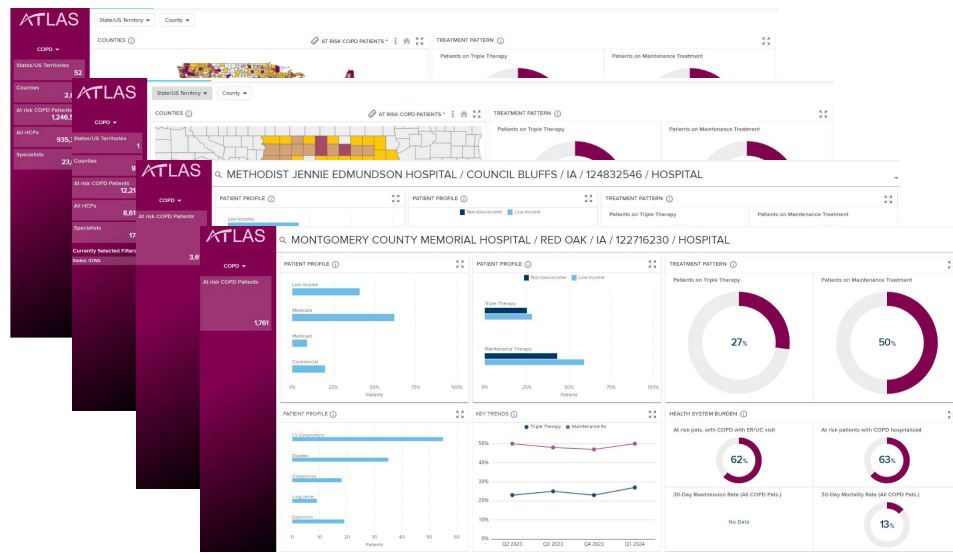 ATLAS
COPD
States/US Territories
52
Counties
At risk COPD Patients
All HCPs
Specialists
State/US Territory
County
COUNTIES
AT RISK COPD PATIENTS
TREATMENT PATTERN
Patients on Triple Therapy
Patients on Maintenance Treatment
ATLAS
COPD
States/US Territories
1
Counties
At risk COPD Patients
All HCPs
Specialists
Currently Selected Filters
States: IOWA
State/US Territory
County
COUNTIES
AT RISK COPD PATIENTS
TREATMENT PATTERN
Patients on Triple Therapy
Patients on Maintenance Treatment
ATLAS
COPD
At risk COPD Patients
METHODIST JENNIE EDMUNDSON HOSPITAL / COUNCIL BLUFFS / IA / 124832546 / HOSPITAL
PATIENT PROFILE
Low Income
PATIENT PROFILE
Non-low-income Low-Income
TREATMENT PATTERN
Patients on Triple Therapy
Patients on Maintenance Treatment
ATLAS
COPD
At risk COPD Patients
1,761
MONTGOMERY COUNTY MEMORIAL HOSPITAL / RED OAK / IA / 122716230 / HOSPITAL
PATIENT PROFILE
Low Income
Medicare
Medicaid
Commercial
0% 25% 50% 75% 100%
Patients
PATIENT PROFILE
Non-low-income Low-Income
Triple Therapy
Maintenance Therapy
0% 25% 50% 75% 100%
Patients
TREATMENT PATTERN
Patients on Triple Therapy
27%
Patients on Maintenance Treatment
50%
PATIENT PROFILE
CV Complications
Diabetes
Osteoporosis
Lung cancer
Depression
0 10 20 30 40 50 60
Patients
KEY TRENDS
Triple Therapy Maintenance Rx
50%
40%
30%
20%
10%
0%
Q2 2023 Q3 2023 Q4 2023 Q1 2024
HEALTH SYSTEM BURDEN
At risk pats. with COPD with ER/UC visit
62%
At risk patients with COPD hospitalized
63%
30-Day Readmission Rate (All COPD Pats.)
No Data
30-Day Mortality Rate (All COPD Pats.)
13%